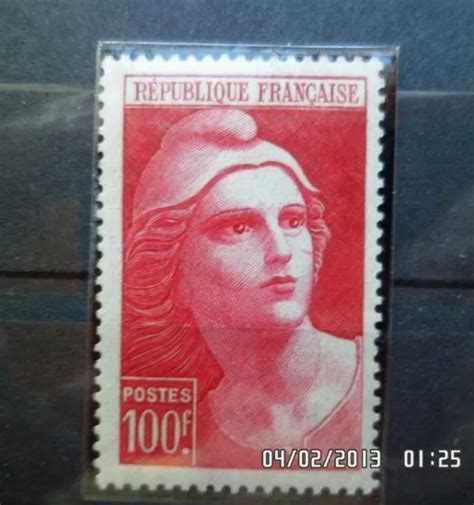 RÉPUBLIQUE FRANÇAISE
POSTES
100F.
04/02/2013 01:25